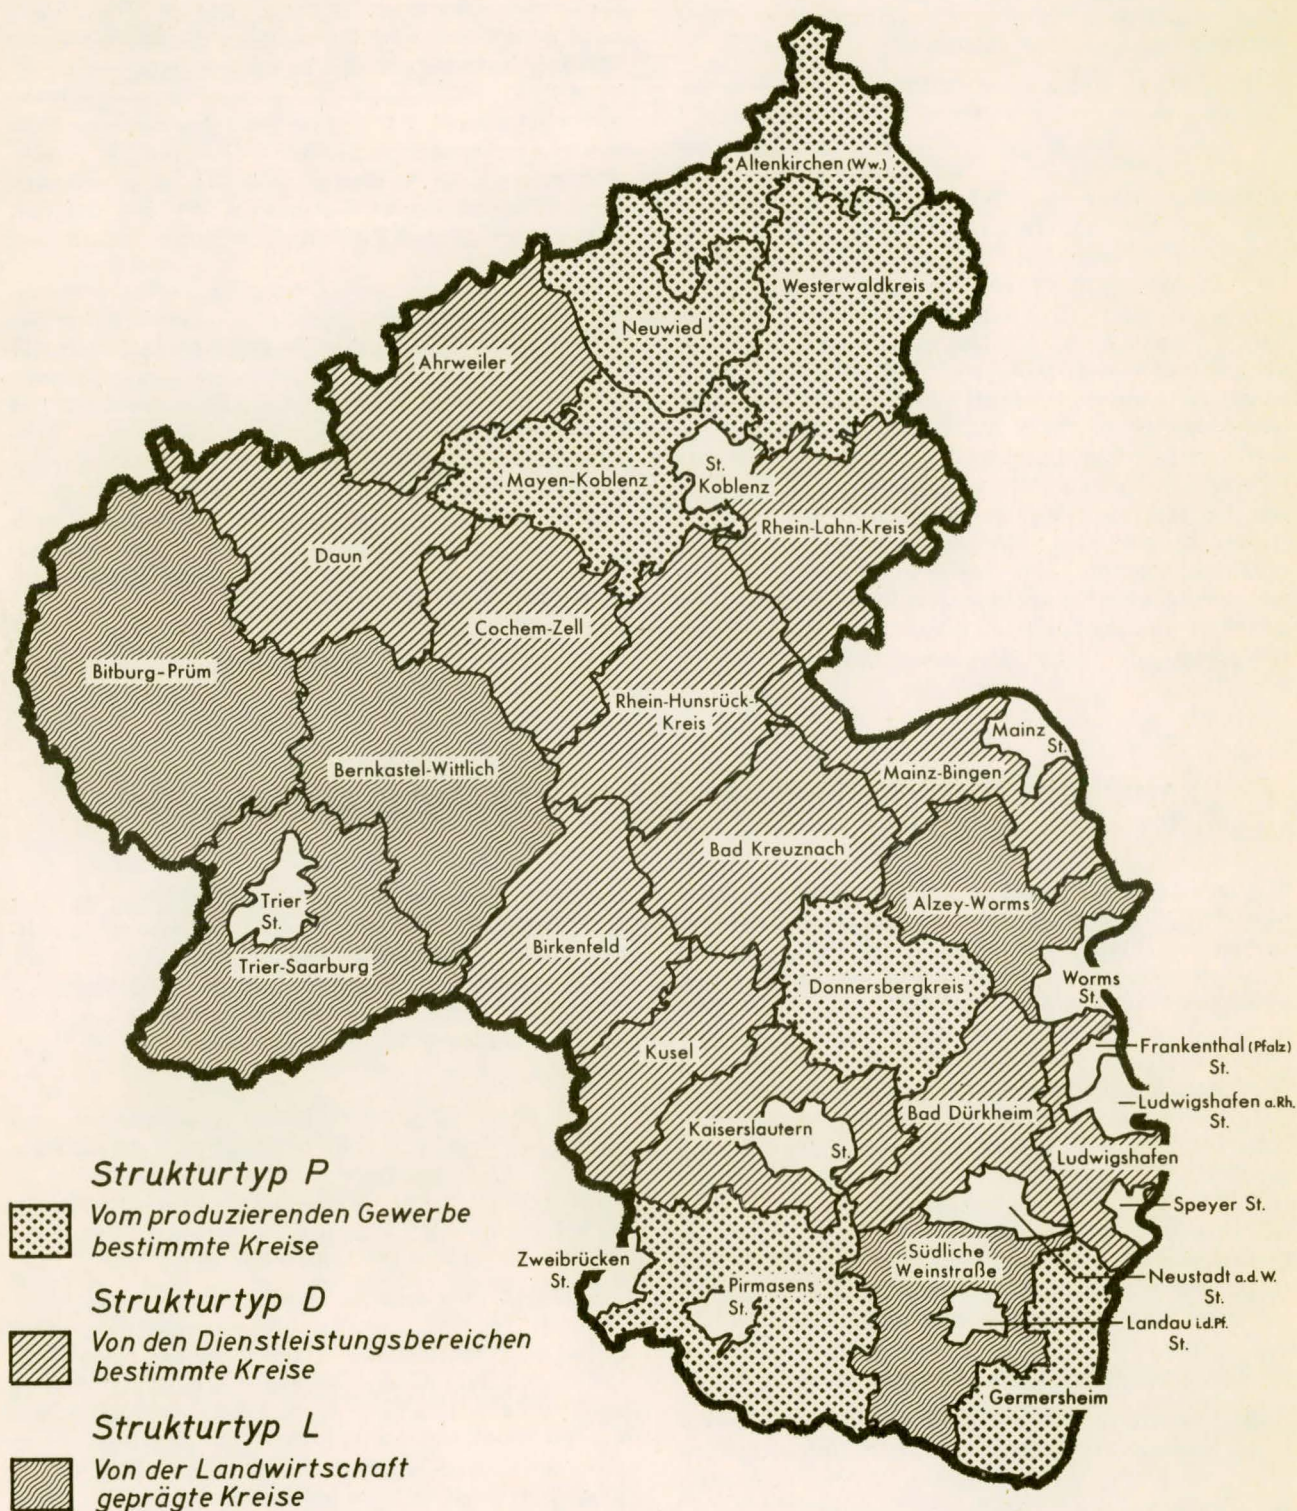 Altenkirchen (Ww.)
Westerwaldkreis
Neuwied
Ahrweiler
St.
Koblenz
Mayen-Koblenz
Rhein-Lahn-Kreis
Daun
Cochem-Zell
Bitburg-Prüm
Rhein-Hunsrück-
Kreis
Mainz
St.
Bernkastel-Wittlich
Mainz-Bingen
Bad Kreuznach
Trier
St.
Alzey-Worms
Birkenfeld
Trier-Saarburg
Donnersbergkreis
Worms
St.
Kusel
Frankenthal (Pfalz)
St.
Ludwigshafen a.Rh.
St.
Bad Dürkheim
Kaiserslautern
St.
Ludwigshafen
Speyer St.
Südliche
Weinstraße
Zweibrücken
St.
Pirmasens
St.
Neustadt a.d.W.
St.
Landau i.d.Pf.
St.
Germersheim
Strukturtyp P
Vom produzierenden Gewerbe
bestimmte Kreise
Strukturtyp D
Von den Dienstleistungsbereichen
bestimmte Kreise
Strukturtyp L
Von der Landwirtschaft
geprägte Kreise